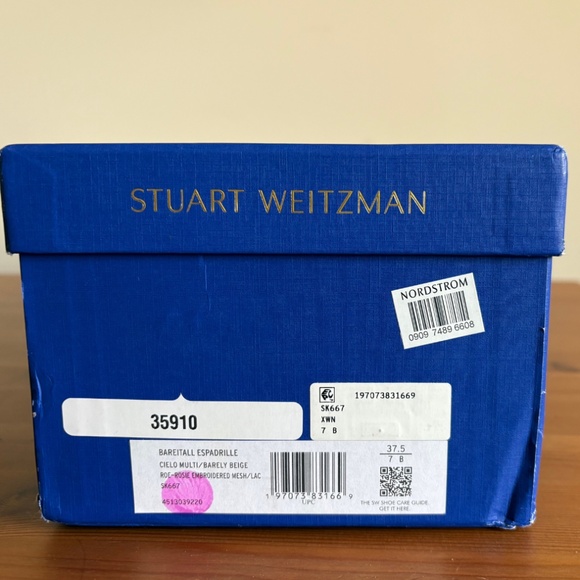 STUART WEITZMAN
NORDSTROM
0909 7489 6608
35910
197073831669
SK667
XWN
7 B
BAREITALL ESPADRILLE
CIELO MULTI/BARELY BEIGE
ROE-ROSIE EMBROIDERED MESH/LAC
SK667
4513039220
1 97073 83166 9
UPC
37.5
7 B
THE SW SHOE CARE GUIDE.
GET IT HERE.